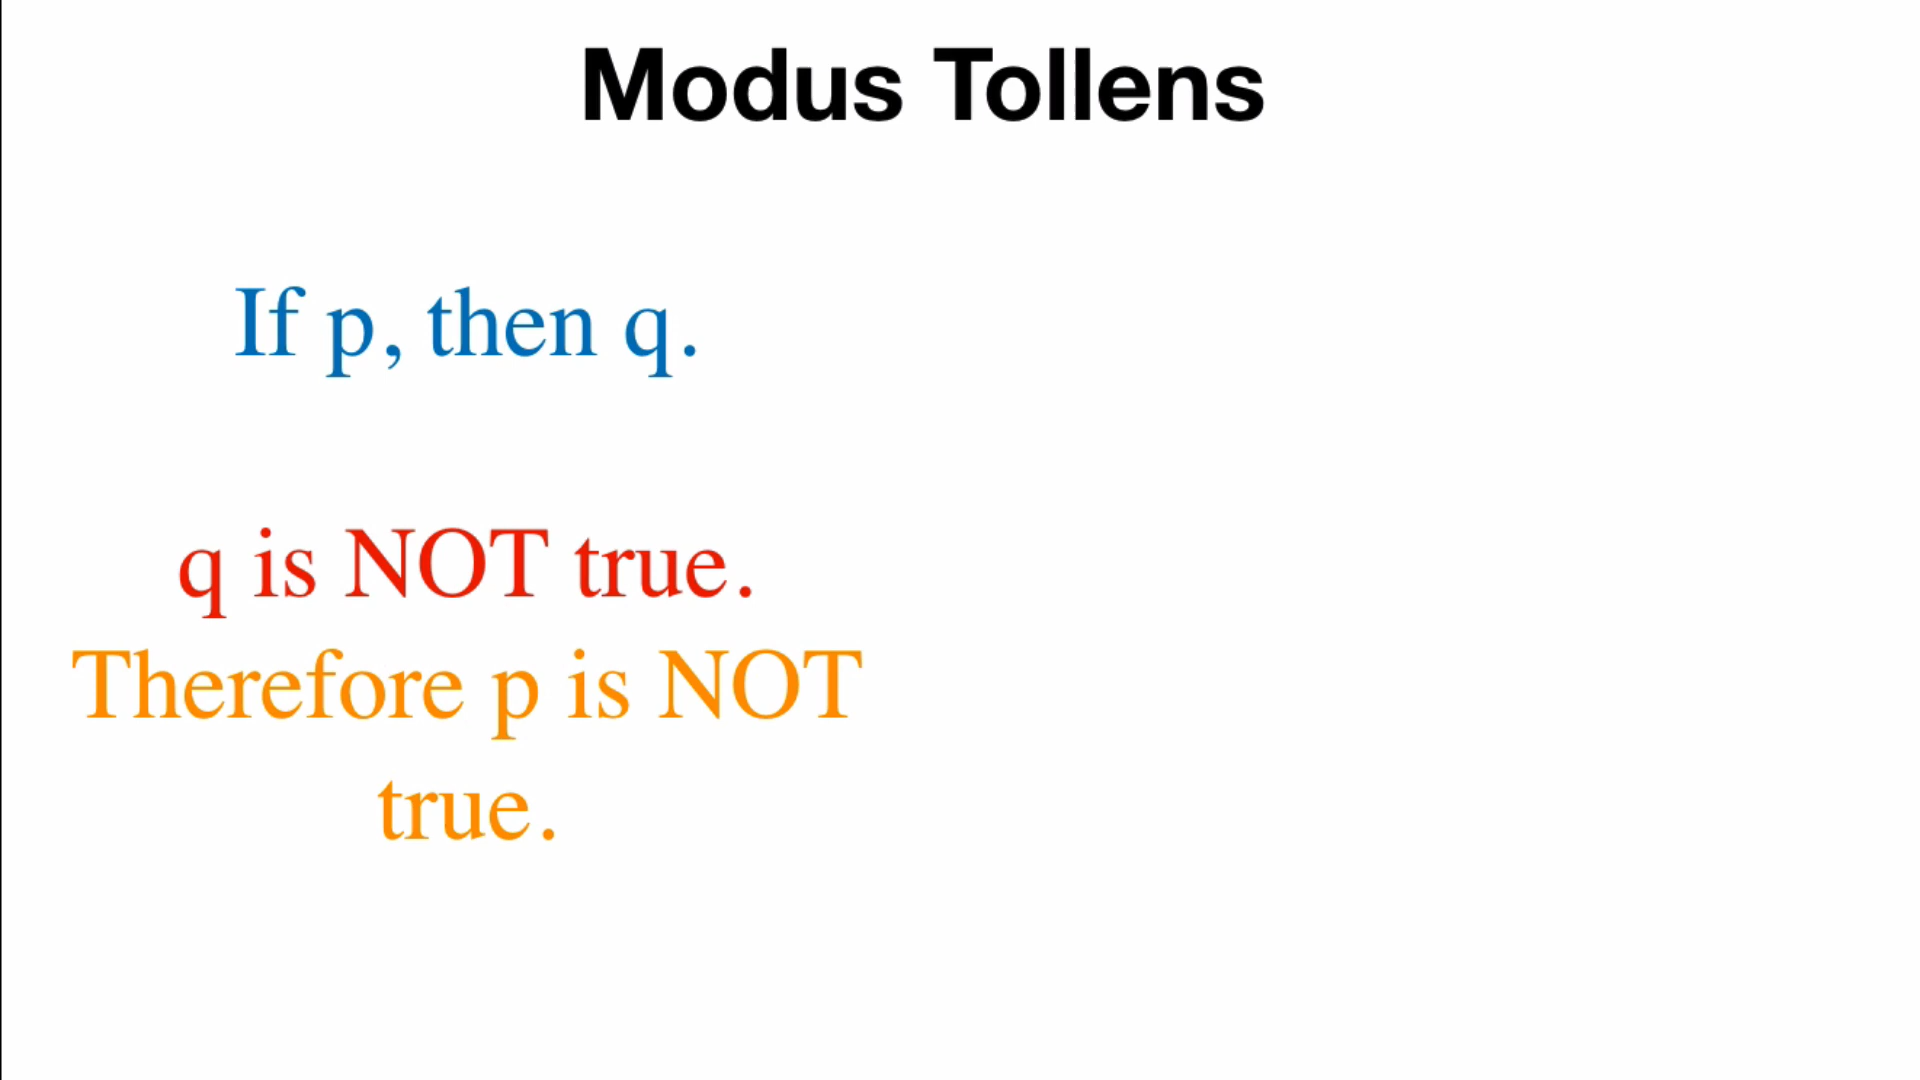 Modus Tollens
If p, then q.
q is NOT true.
Therefore p is NOT
true.